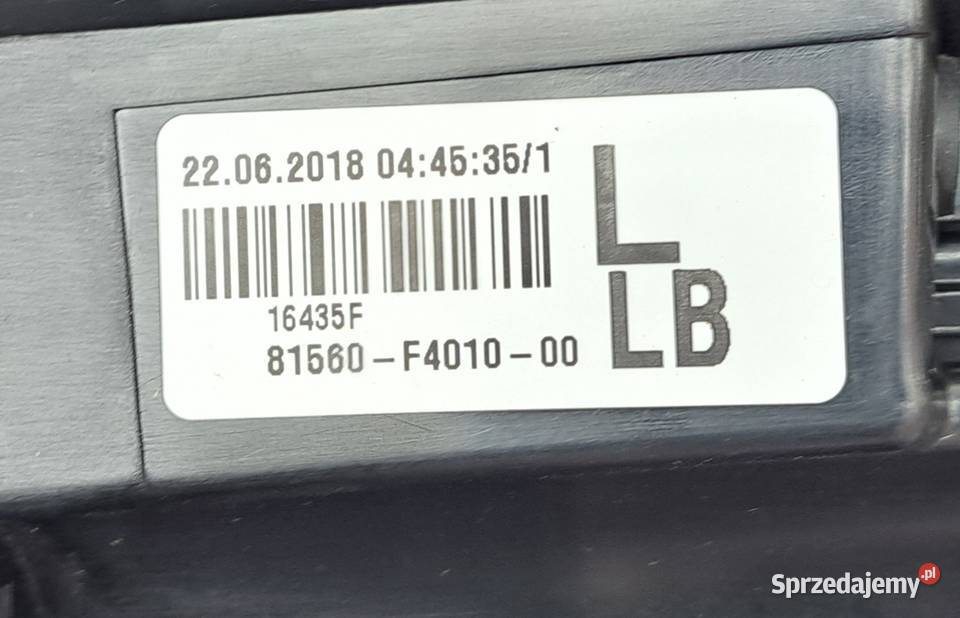 22.06.2018 04:45:35/1
L
LB
16435F
81560-F4010-00
Sprzedajemy.pl